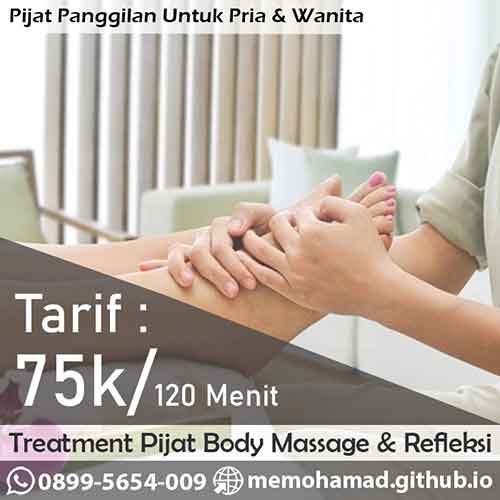 Pijat Panggilan Untuk Pria & Wanita
Tarif :
75k/120 Menit
Treatment Pijat Body Massage & Refleksi
0899-5654-009 memohamad.github.io